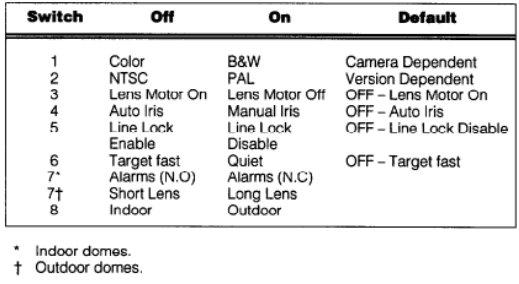 Switch Off On Default
1 Color B&W Camera Dependent
2 NTSC PAL Version Dependent
3 Lens Motor On Lens Motor Off OFF – Lens Motor On
4 Auto Iris Manual Iris OFF – Auto Iris
5 Line Lock Line Lock OFF – Line Lock Disable
Enable Disable
6 Target fast Quiet OFF – Target fast
7* Alarms (N.O) Alarms (N.C)
7† Short Lens Long Lens
8 Indoor Outdoor
* Indoor domes.
† Outdoor domes.